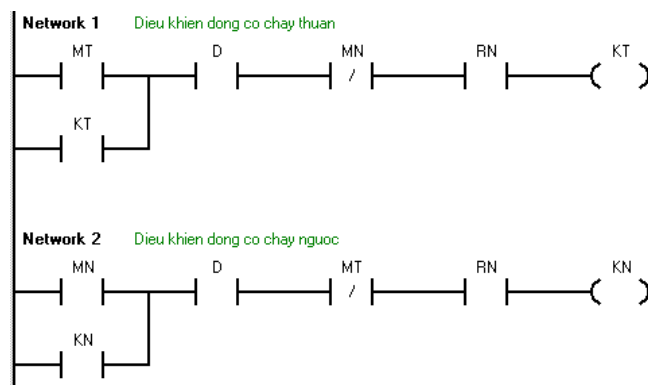 Network 1 Dieu khien dong co chay thuan
MT D MN RN KT
/
KT
Network 2 Dieu khien dong co chay nguoc
MN D MT RN KN
/
KN